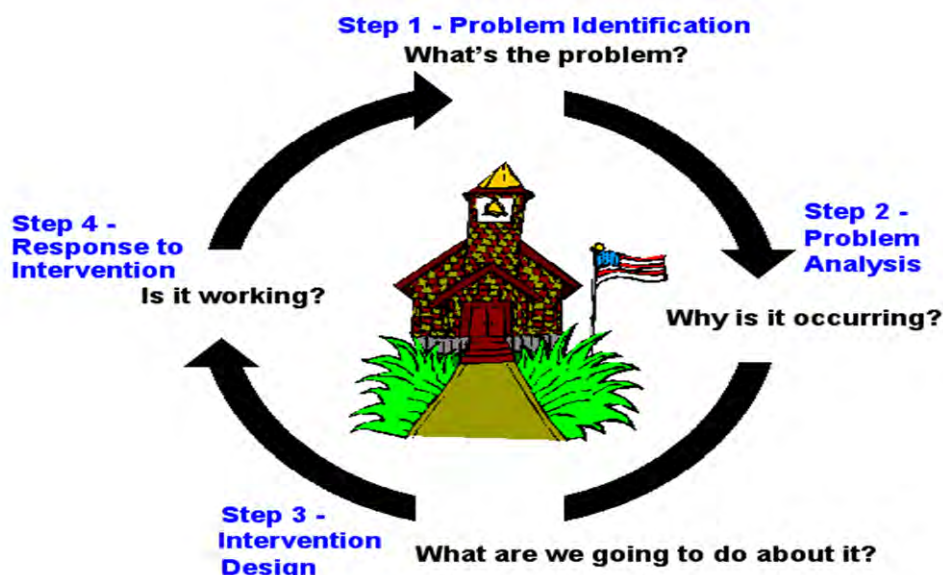 Step 1 - Problem Identification
What's the problem?
Step 2 -
Problem
Analysis
Why is it occurring?
Step 3 -
Intervention
Design
What are we going to do about it?
Step 4 -
Response to
Intervention
Is it working?